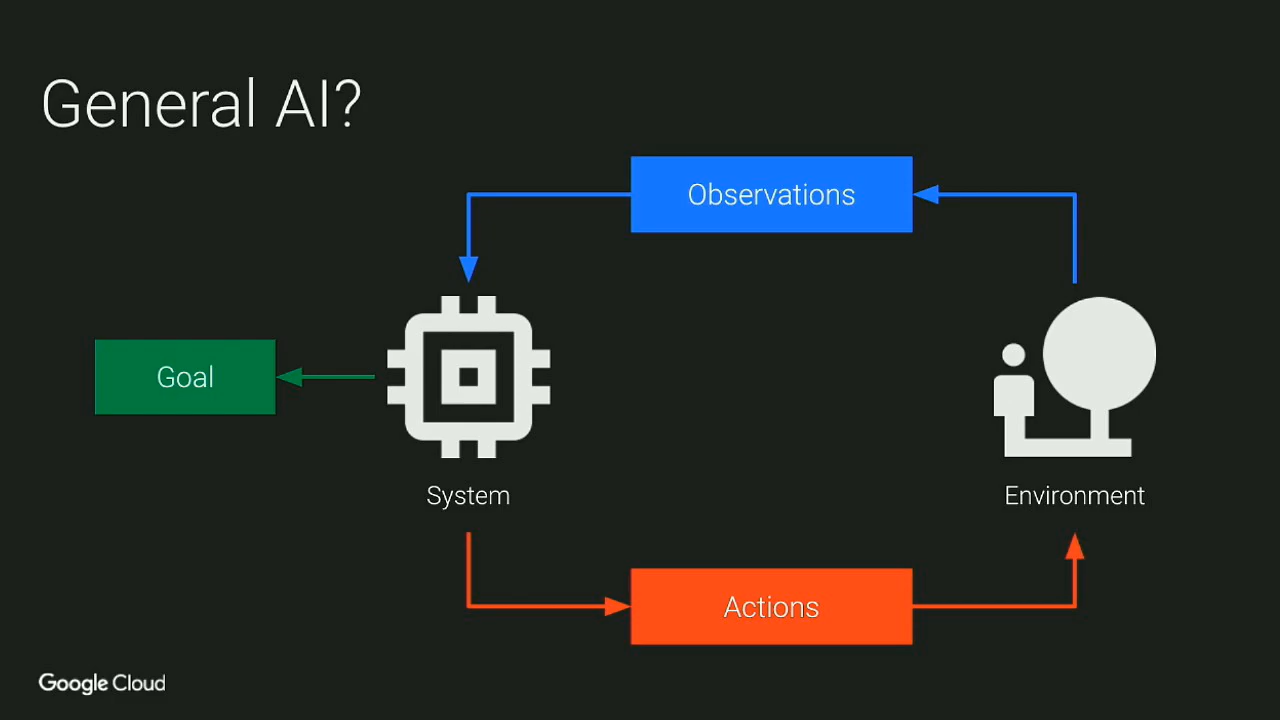 General AI?
Observations
Goal
System
Environment
Actions
Google Cloud